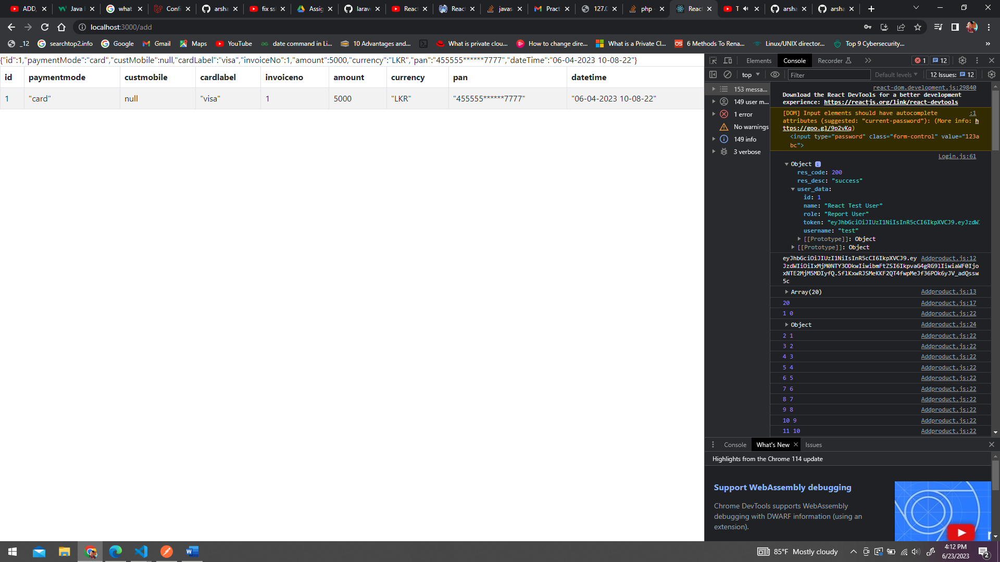 ADD,
Java
what
Confi
arsha
fix ssl
Assig
larav
React
React
javas
Pract
127.0
php
React
T
arsha
arsha
localhost:3000/add
_12
searchtop2.info
Google
Gmail
Maps
YouTube
date command in Li...
10 Advantages and...
What is private clou...
How to change dire...
What is a Private Cl...
6 Methods To Rena...
Linux/UNIX director...
Top 9 Cybersecurity...
»
{"id":1,"paymentMode":"card","custMobile":null,"cardLabel":"visa","invoiceNo":1,"amount":5000,"currency":"LKR","pan":"455555******7777","dateTime":"06-04-2023 10-08-22"}
id paymentmode custmobile cardlabel invoiceno amount currency pan datetime
1 "card" null "visa" 1 5000 "LKR" "455555******7777" "06-04-2023 10-08-22"
Elements Console Recorder » 1 12
top Filter Default levels 12 Issues: 12
153 messa...
149 user m...
1 error
No warnings
149 info
3 verbose
react-dom.development.js:29840
Download the React DevTools for a better development
experience: https://reactjs.org/link/react-devtools
[DOM] Input elements should have autocomplete :1
attributes (suggested: "current-password"): (More info: h
ttps://goo.gl/9p2vKq)
<input type="password" class="form-control" value="123a
bc">
Login.js:61
Object i
res_code: 200
res_desc: "success"
user_data:
id: 1
name: "React Test User"
role: "Report User"
token: "eyJhbGciOiJIUzI1NiIsInR5cCI6IkpXVCJ9.eyJzdWI
username: "test"
[[Prototype]]: Object
[[Prototype]]: Object
eyJhbGciOiJIUzI1NiIsInR5cCI6IkpXVCJ9.ey Addproduct.js:12
JzdWIiOiIxMjM0NTY3ODkwIiwibmFtZSI6IkpvaG4gRG9lIiwiaWF0Ijo
xNTE2MjM5MDIyfQ.SflKxwRJSMeKKF2QT4fwpMeJf36POk6yJV_adQssw
5c
Array(20) Addproduct.js:13
20 Addproduct.js:17
1 0 Addproduct.js:22
Object Addproduct.js:24
2 1 Addproduct.js:22
3 2 Addproduct.js:22
4 3 Addproduct.js:22
5 4 Addproduct.js:22
6 5 Addproduct.js:22
7 6 Addproduct.js:22
8 7 Addproduct.js:22
9 8 Addproduct.js:22
10 9 Addproduct.js:22
11 10 Addproduct.js:22
Console What's New Issues
Highlights from the Chrome 114 update
Support WebAssembly debugging
Chrome DevTools supports WebAssembly
debugging with DWARF information (using an
extension).
85°F Mostly cloudy
4:12 PM
6/23/2023
2